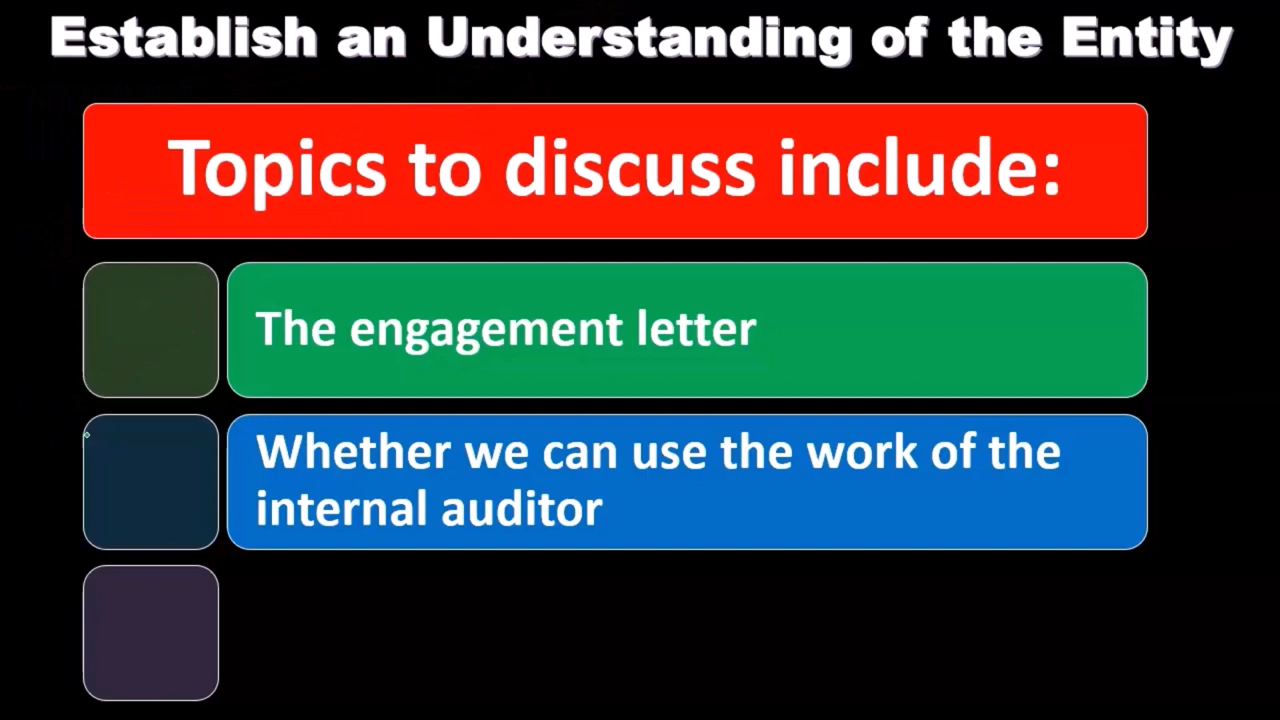 Establish an Understanding of the Entity
Topics to discuss include:
The engagement letter
Whether we can use the work of the
internal auditor